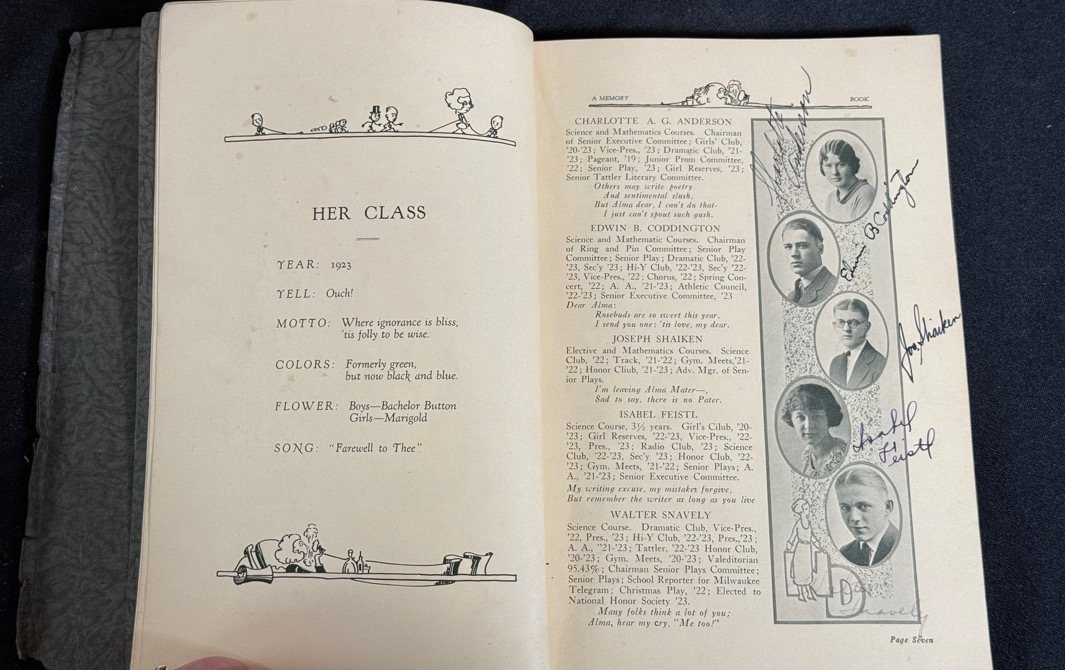 HER CLASS
YEAR: 1923
YELL: Ouch!
MOTTO: Where ignorance is bliss,
'tis folly to be wise.
COLORS: Formerly green,
but now black and blue.
FLOWER: Boys—Bachelor Button
Girls—Marigold
SONG: "Farewell to Thee"
A MEMORY BOOK
CHARLOTTE A. G. ANDERSON
Science and Mathematics Courses. Chairman
of Senior Executive Committee; Girls' Club,
'20-'23; Vice-Pres., '23; Dramatic Club, '21-
'23; Pageant, '19; Junior Prom Committee,
'22; Senior Play, '23; Girl Reserves, '23;
Senior Tattler Literary Committee.
Others may write poetry
And sentimental slush,
But Alma dear, I can't do that-
I just can't spout such gush.
EDWIN B. CODDINGTON
Science and Mathematic Courses. Chairman
of Ring and Pin Committee; Senior Play
Committee; Senior Play; Dramatic Club, '22-
'23, Sec'y '23; Hi-Y Club, '22-'23, Sec'y '22-
'23, Vice-Pres., '22; Chorus, '22; Spring Con-
cert, '22; A. A., '21-'23; Athletic Council,
'22-'23; Senior Executive Committee, '23
Dear Alma:
Rosebuds are so sweet this year,
I send you one: 'tis love, my dear.
JOSEPH SHAIKEN
Elective and Mathematics Courses. Science
Club, '22; Track, '21-'22; Gym. Meets,'21-
'22; Honor Cliub, '21-'23; Adv. Mgr. of Sen-
ior Plays.
I'm leaving Alma Mater—,
Sad to say, there is no Pater.
ISABEL FEISTL
Science Course, 3½ years. Girl's Cilub, '20-
'23; Girl Reserves, '22-'23, Vice-Pres., '22-
'23, Pres., '23; Radio Club, '23; Science
Club, '22-'23, Sec'y '23; Honor Club, '22-
'23; Gym. Meets, '21-'22; Senior Plays; A.
A., '21-'23; Senior Executive Committee.
My writing excuse, my mistakes forgive,
But remember the writer as long as you live
WALTER SNAVELY
Science Course. Dramatic Club, Vice-Pres.,
'22, Pres., '23; Hi-Y Club, '22-'23, Pres.,'23;
A. A., "21-'23; Tattler, '22-'23 Honor Club,
'20-'23; Gym. Meets, '20-'23; Valeditorian
95.43%; Chairman Senior Plays Committee;
Senior Plays; School Reporter for Milwaukee
Telegram; Christmas Play, '22; Elected to
National Honor Society '23.
Many folks think a lot of you;
Alma, hear my cry, "Me too!"
Charlotte
Anderson
Edwin B Coddington
Jos. Shaiken
Isabel
Feistl
Snavely
Page Seven